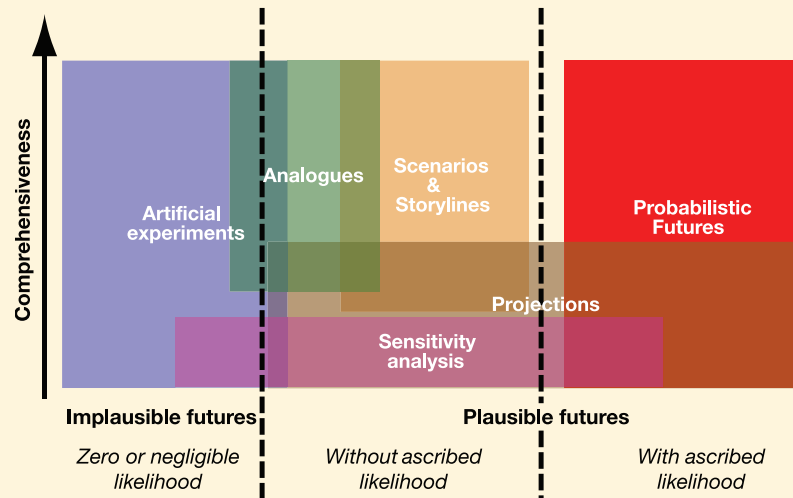 Comprehensiveness
Analogues
Scenarios
&
Storylines
Artificial
experiments
Probabilistic
Futures
Projections
Sensitivity
analysis
Implausible futures
Plausible futures
Zero or negligible
likelihood
Without ascribed
likelihood
With ascribed
likelihood